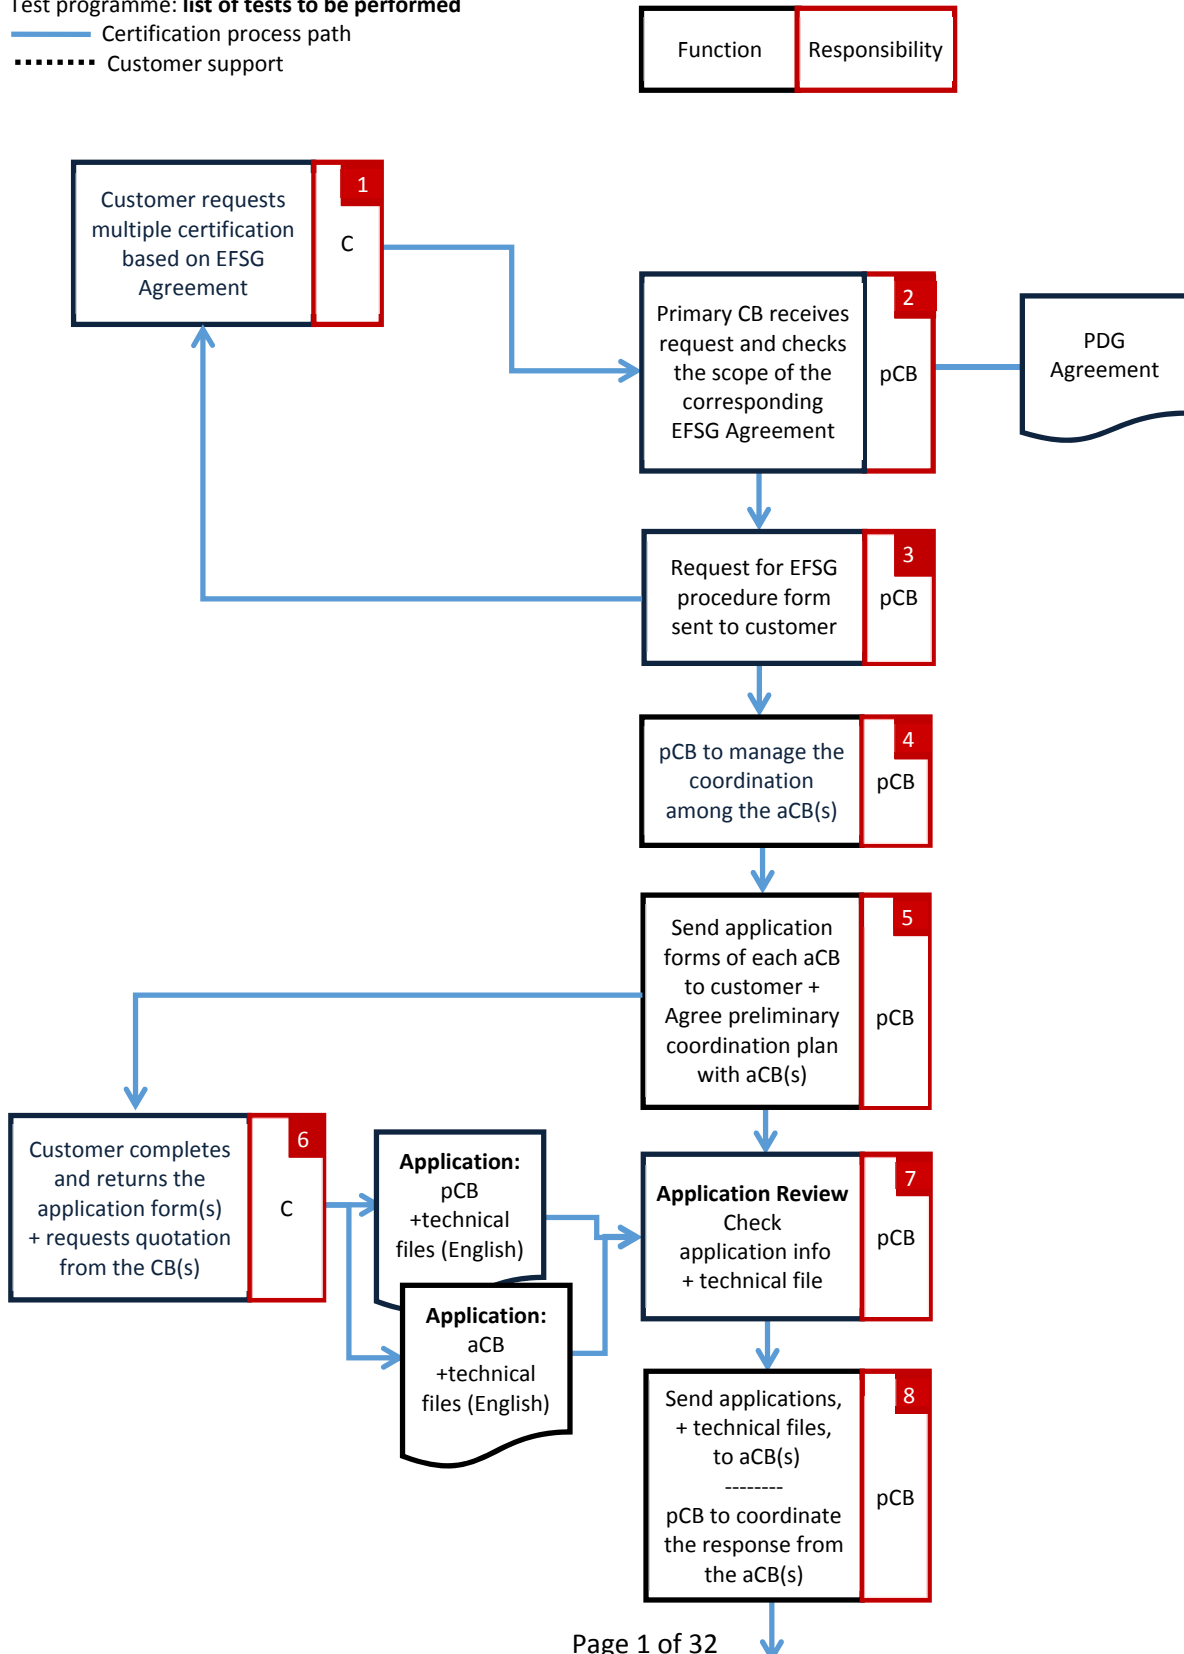 Test programme: list of tests to be performed
Certification process path
Customer support
Function
Responsibility
1
Customer requests
multiple certification
based on EFSG
Agreement
C
2
Primary CB receives
request and checks
the scope of the
corresponding
EFSG Agreement
pCB
PDG
Agreement
3
Request for EFSG
procedure form
sent to customer
pCB
4
pCB to manage the
coordination
among the aCB(s)
pCB
5
Send application
forms of each aCB
to customer +
Agree preliminary
coordination plan
with aCB(s)
pCB
6
Customer completes
and returns the
application form(s)
+ requests quotation
from the CB(s)
C
Application:
pCB
+technical
files (English)
Application:
aCB
+technical
files (English)
7
Application Review
Check
application info
+ technical file
pCB
8
Send applications,
+ technical files,
to aCB(s)
--------
pCB to coordinate
the response from
the aCB(s)
pCB
Page 1 of 32